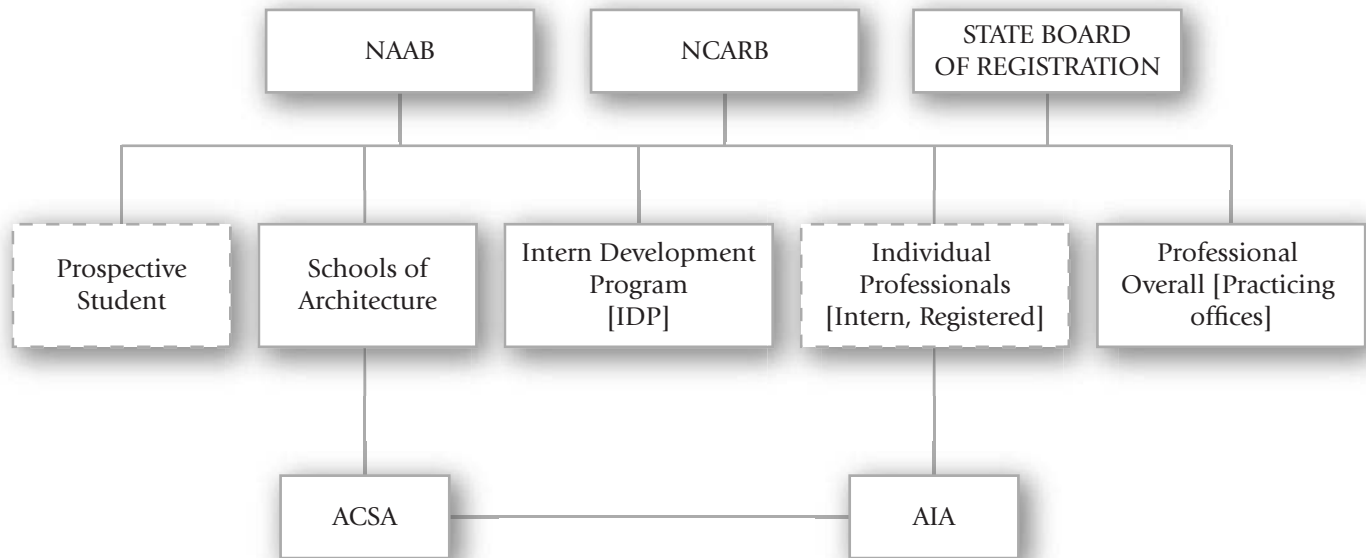 NAAB
NCARB
STATE BOARD
OF REGISTRATION
Prospective
Student
Schools of
Architecture
Intern Development
Program
[IDP]
Individual
Professionals
[Intern, Registered]
Professional
Overall [Practicing
offices]
ACSA
AIA